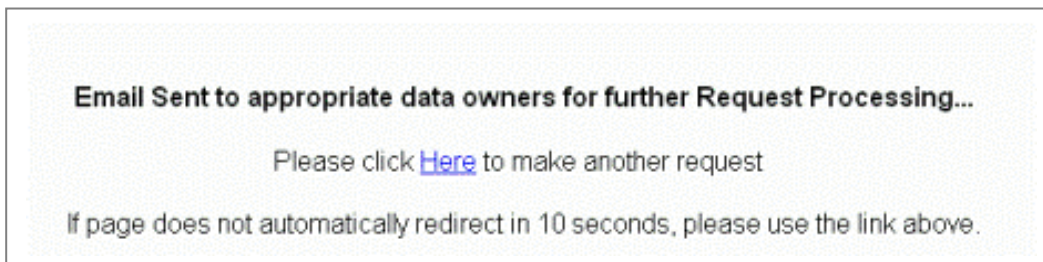 Email Sent to appropriate data owners for further Request Processing...
Please click Here to make another request
If page does not automatically redirect in 10 seconds, please use the link above.